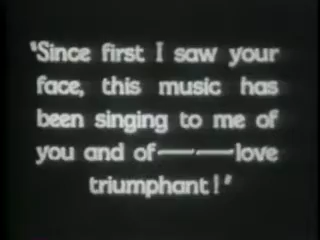 "Since first I saw your
face, this music has
been singing to me of
you and of — — love
triumphant!"